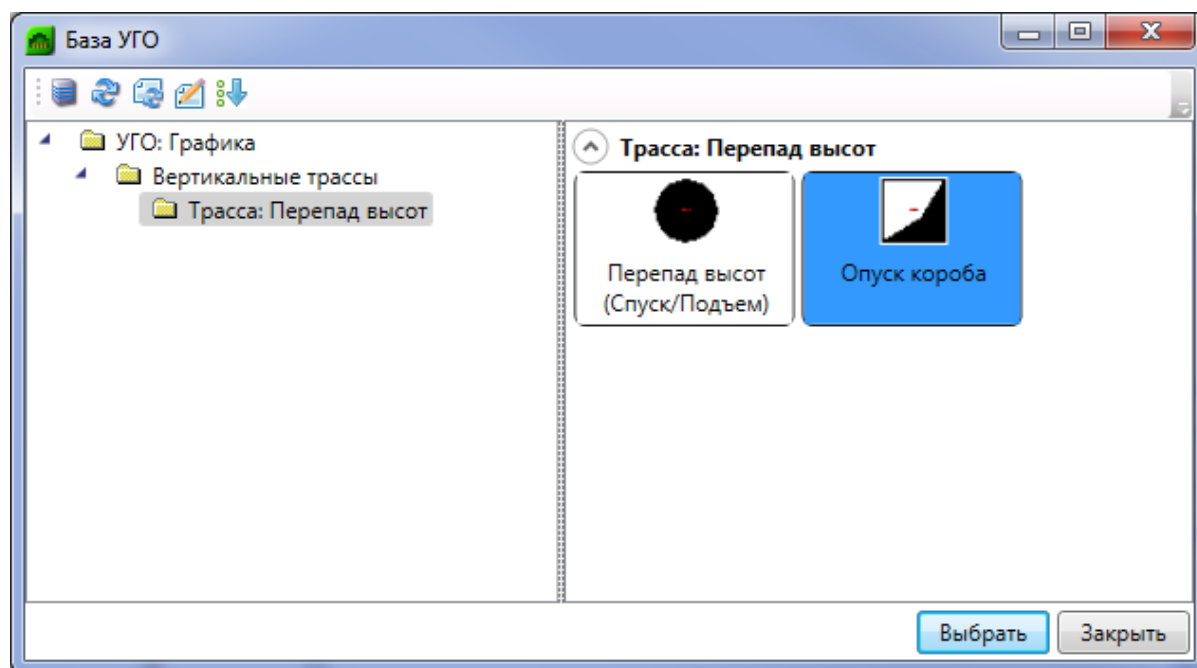 База УГО
УГО: Графика
Вертикальные трассы
Трасса: Перепад высот
Трасса: Перепад высот
Перепад высот
(Спуск/Подъем)
Опуск короба
Выбрать
Закрыть